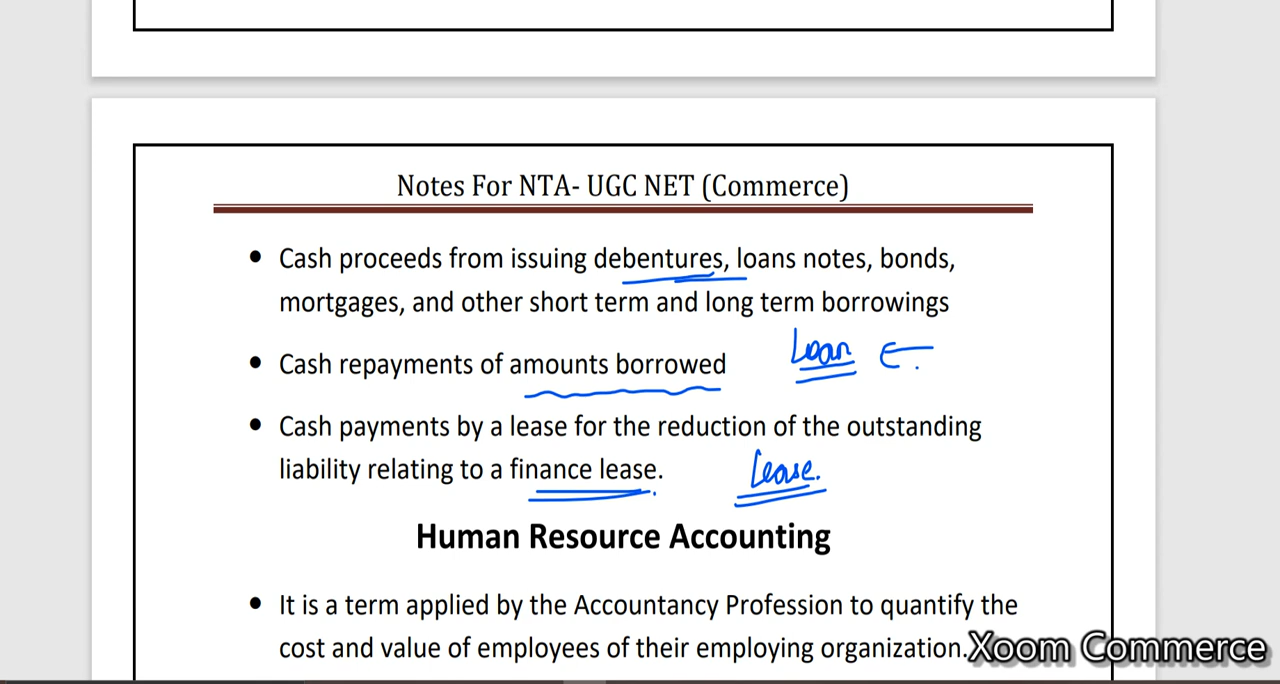 Notes For NTA- UGC NET (Commerce)
• Cash proceeds from issuing debentures, loans notes, bonds,
mortgages, and other short term and long term borrowings
• Cash repayments of amounts borrowed
Loan
• Cash payments by a lease for the reduction of the outstanding
liability relating to a finance lease.
Lease.
Human Resource Accounting
• It is a term applied by the Accountancy Profession to quantify the
cost and value of employees of their employing organization.
Xoom Commerce